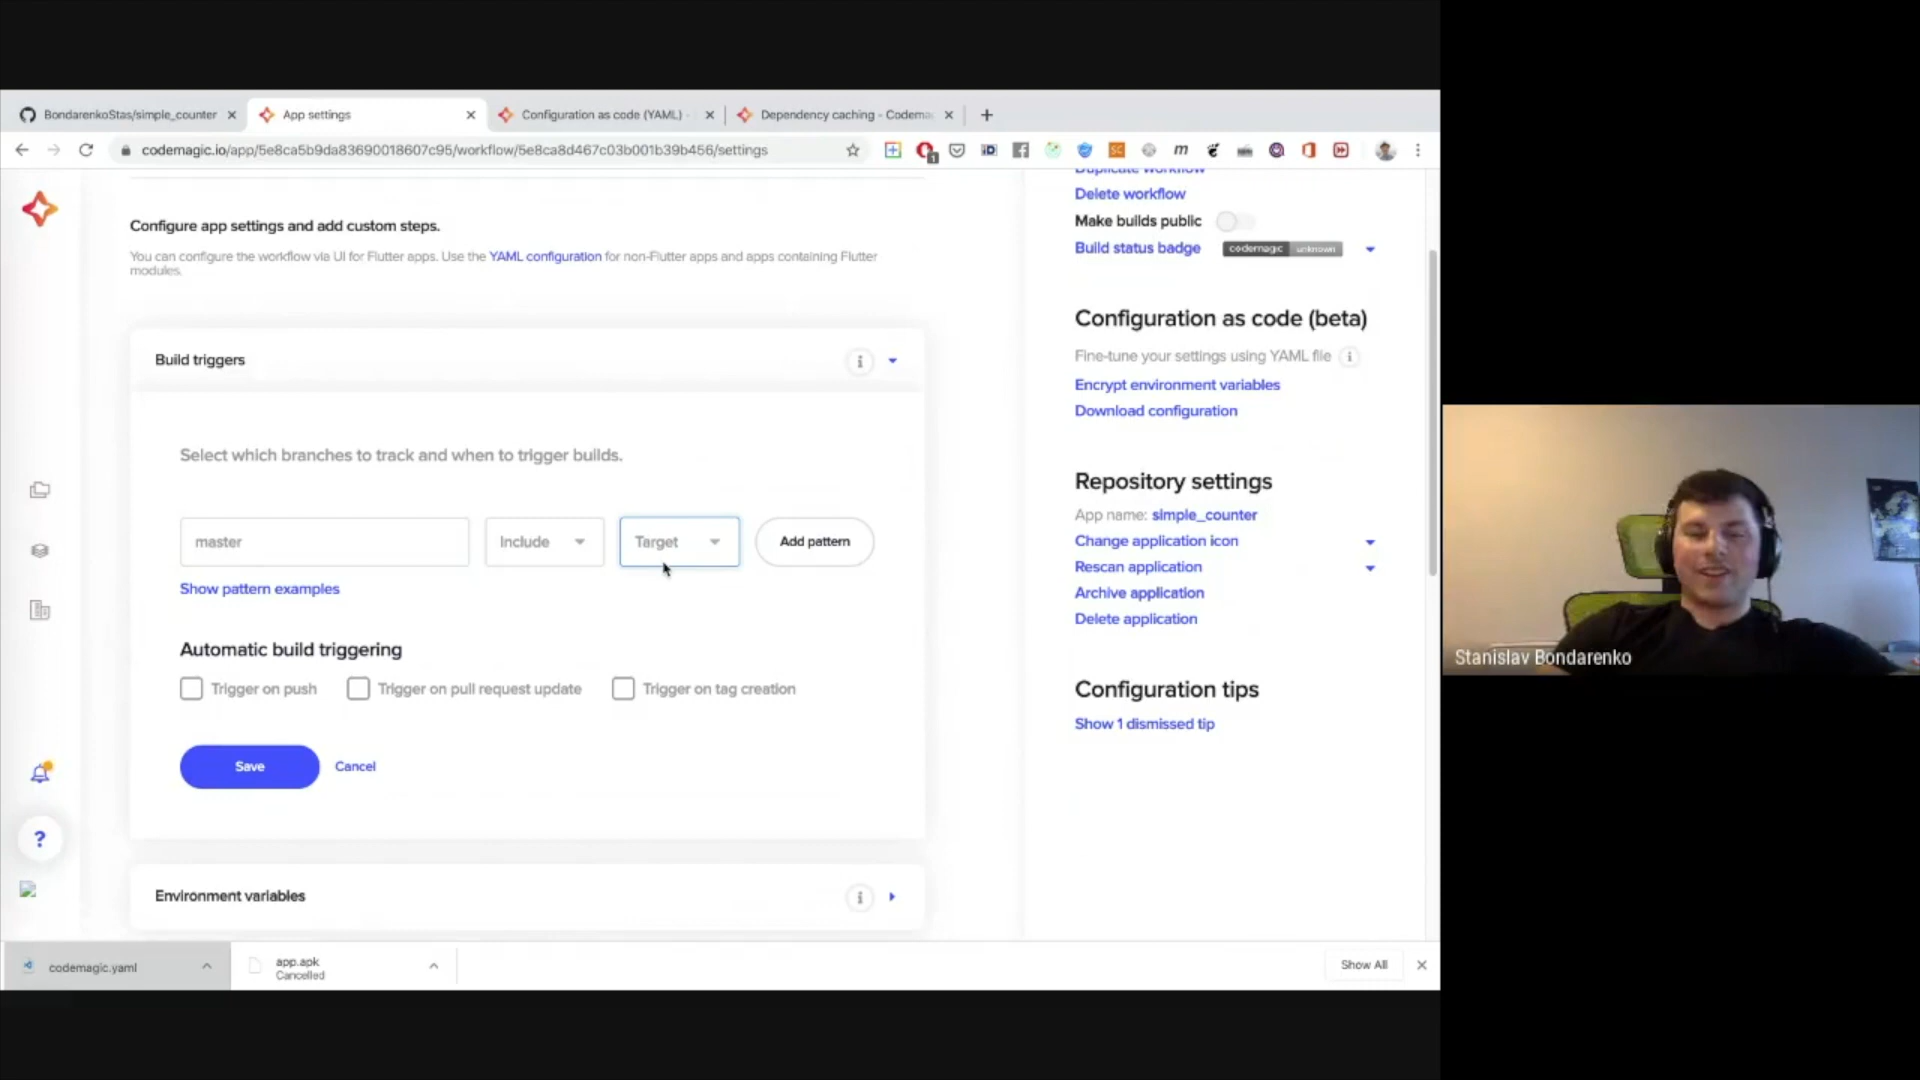 BondarenkoStas/simple_counter
App settings
Configuration as code (YAML) -
Dependency caching - Codema
codemagic.io/app/5e8ca5b9da83690018607c95/workflow/5e8ca8d467c03b001b39b456/settings
Duplicate workflow
Delete workflow
Make builds public
Build status badge
codemagic unknown
Configure app settings and add custom steps.
You can configure the workflow via UI for Flutter apps. Use the YAML configuration for non-Flutter apps and apps containing Flutter
modules.
Build triggers
Select which branches to track and when to trigger builds.
master
Include
Target
Add pattern
Show pattern examples
Automatic build triggering
Trigger on push
Trigger on pull request update
Trigger on tag creation
Save
Cancel
Environment variables
Configuration as code (beta)
Fine-tune your settings using YAML file
Encrypt environment variables
Download configuration
Repository settings
App name: simple_counter
Change application icon
Rescan application
Archive application
Delete application
Configuration tips
Show 1 dismissed tip
Stanislav Bondarenko
?
codemagic.yaml
app.apk
Cancelled
Show All